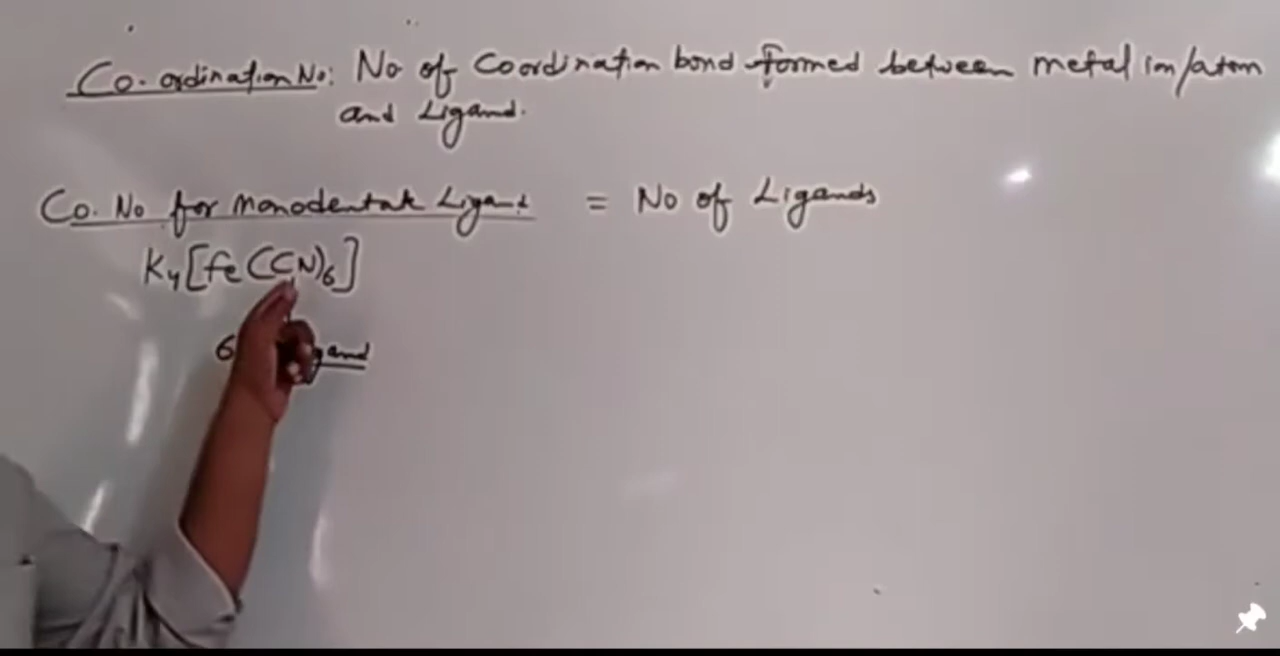 Co-ordination No: No of Coordination bond formed between metal ion/atom
and Ligand.
Co. No for Monodentate Ligand = No of Ligands
K₄[Fe(CN)₆]
6